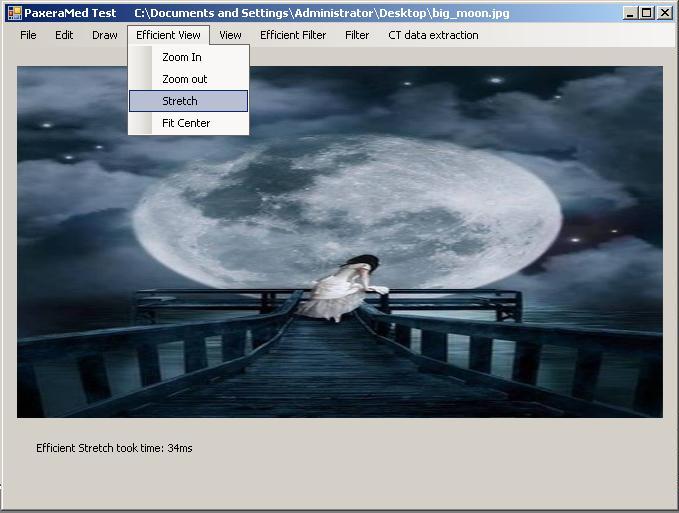 PaxeraMed Test C:\Documents and Settings\Administrator\Desktop\big_moon.jpg
File Edit Draw Efficient View View Efficient Filter Filter CT data extraction
Zoom In
Zoom out
Stretch
Fit Center
Efficient Stretch took time: 34ms